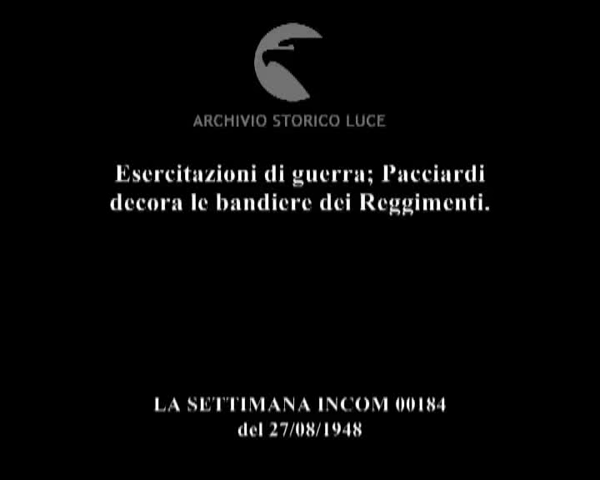 ARCHIVIO STORICO LUCE
Esercitazioni di guerra; Pacciardi
decora le bandiere dei Reggimenti.
LA SETTIMANA INCOM 00184
del 27/08/1948